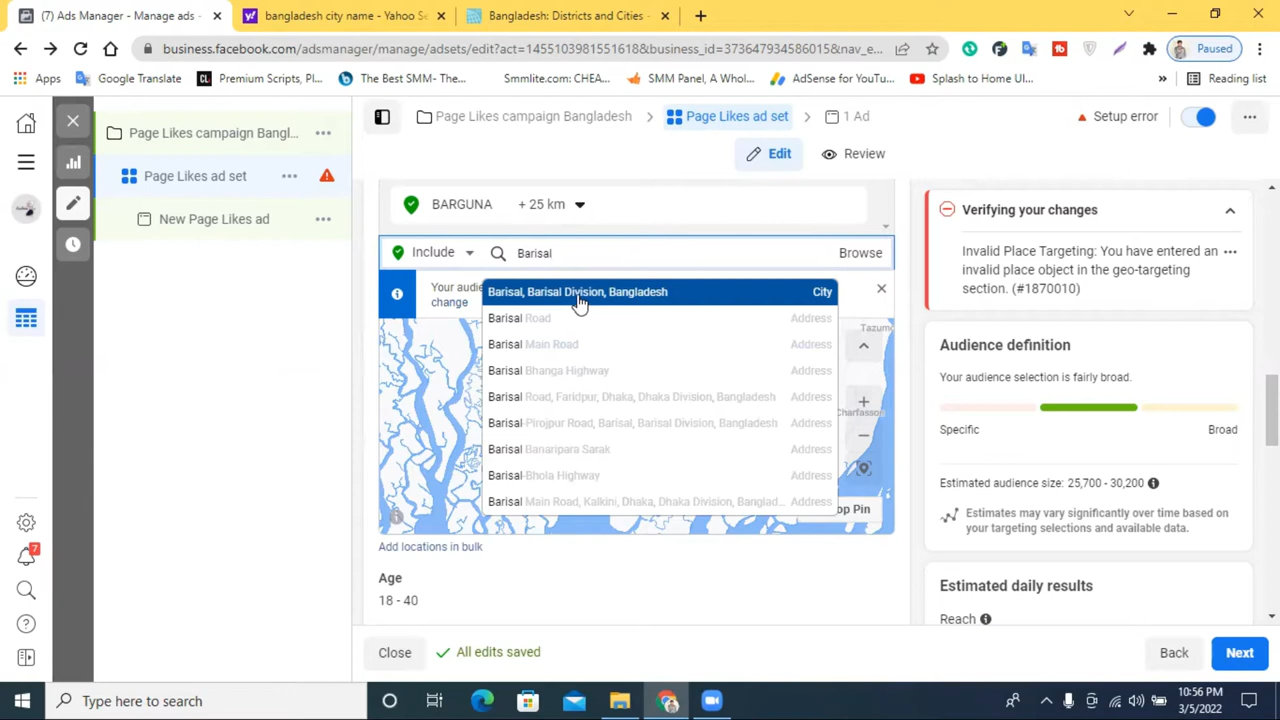 (7) Ads Manager - Manage ads -
bangladesh city name - Yahoo Se
Bangladesh: Districts and Cities -
business.facebook.com/adsmanager/manage/adsets/edit?act=1455103981551618&business_id=373647934586015&nav_e...
Paused
Apps
Google Translate
Premium Scripts, Pl...
The Best SMM- The...
Smmlite.com: CHEA...
SMM Panel, A Whol...
AdSense for YouTu...
Splash to Home UI...
»
Reading list
Page Likes campaign Bangl...
Page Likes ad set
New Page Likes ad
Page Likes campaign Bangladesh
Page Likes ad set
1 Ad
Setup error
Edit
Review
BARGUNA + 25 km
Include
Barisal
Browse
Your audie
change
Barisal, Barisal Division, Bangladesh City
Barisal Road Address
Barisal Main Road Address
Barisal Bhanga Highway Address
Barisal Road, Faridpur, Dhaka, Dhaka Division, Bangladesh Address
Barisal-Pirojpur Road, Barisal, Barisal Division, Bangladesh Address
Barisal Banaripara Sarak Address
Barisal-Bhola Highway Address
Barisal Main Road, Kalkini, Dhaka, Dhaka Division, Banglad... Address
Tazumu
Charfasson
op Pin
Add locations in bulk
Age
18 - 40
Verifying your changes
Invalid Place Targeting: You have entered an
invalid place object in the geo-targeting
section. (#1870010)
Audience definition
Your audience selection is fairly broad.
Specific
Broad
Estimated audience size: 25,700 - 30,200
Estimates may vary significantly over time based on
your targeting selections and available data.
Estimated daily results
Reach
Close
All edits saved
Back
Next
7
Type here to search
10:56 PM
3/5/2022